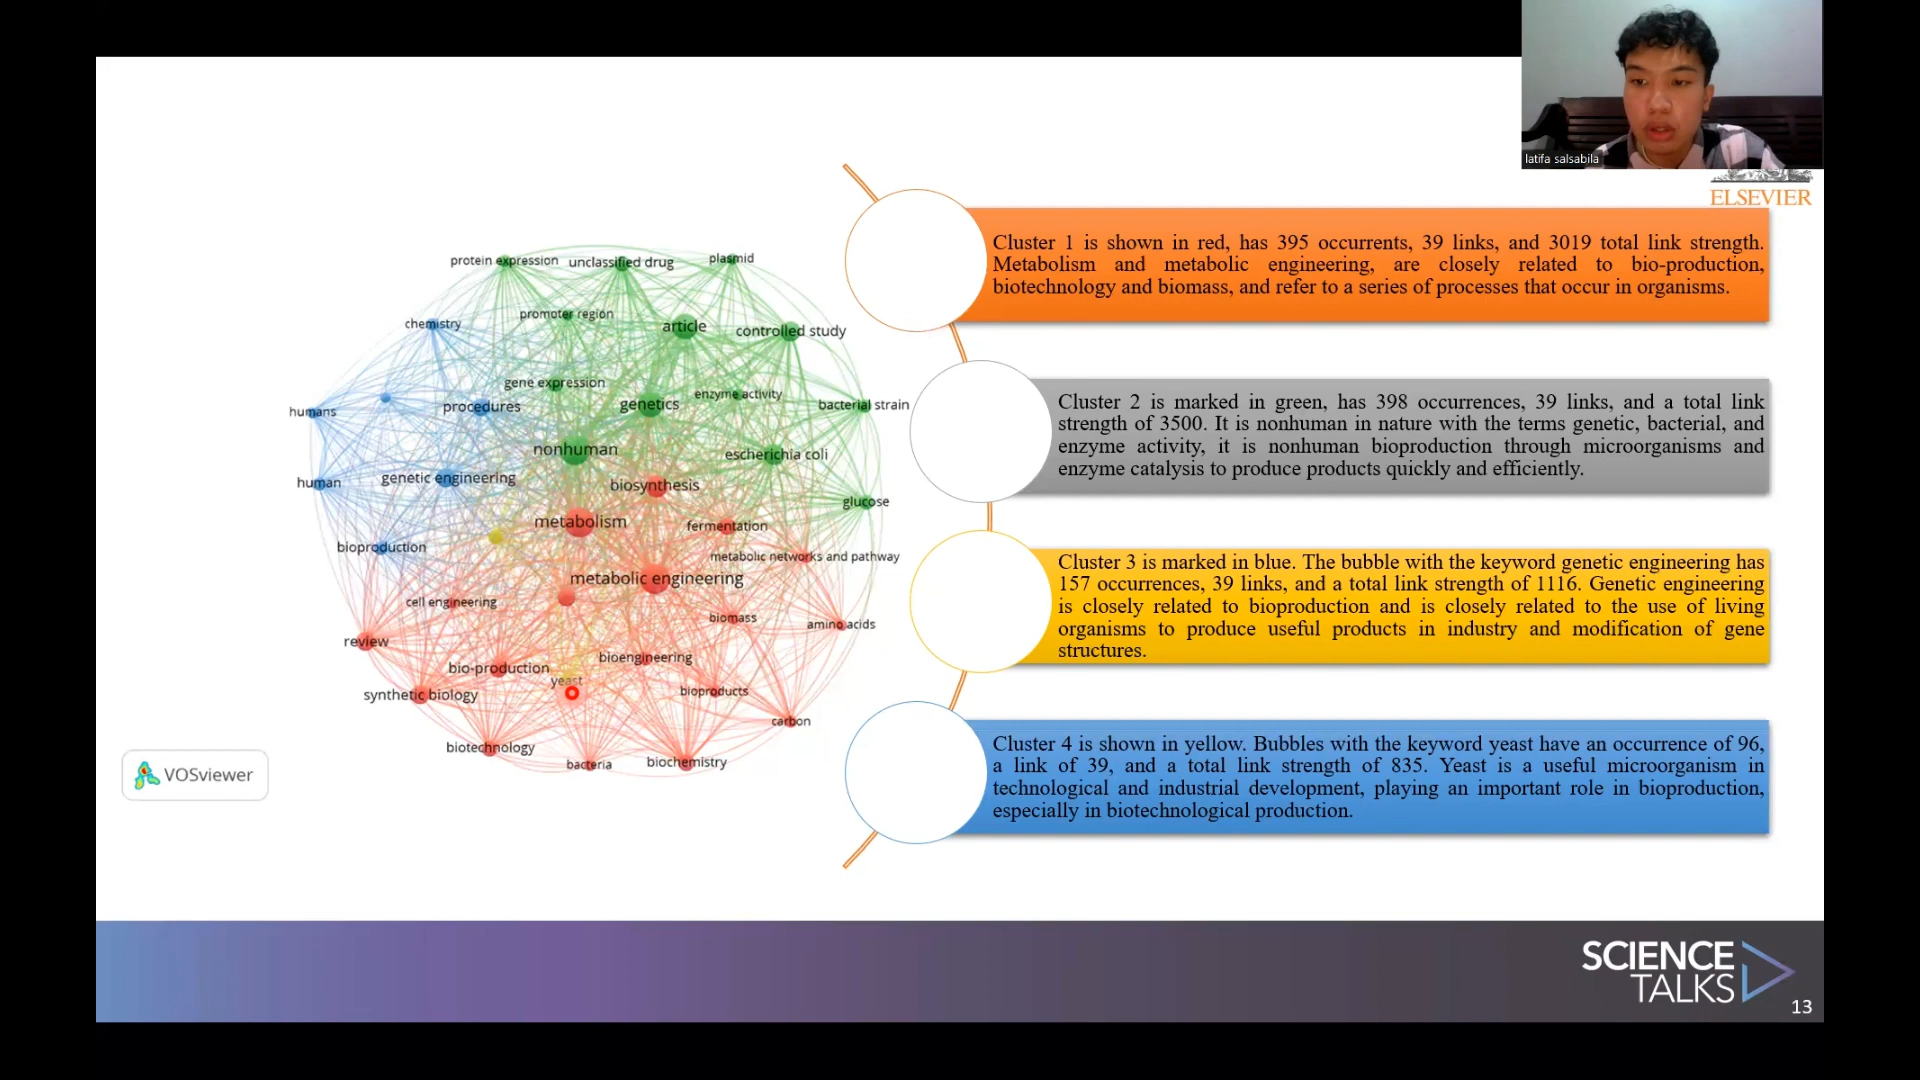 latifa salsabila
ELSEVIER
protein expression
unclassified drug
plasmid
promoter region
chemistry
article
controlled study
gene expression
enzyme activity
humans
procedures
genetics
bacterial strain
nonhuman
escherichia coli
human
genetic engineering
biosynthesis
glucose
metabolism
fermentation
bioproduction
metabolic networks and pathway
metabolic engineering
cell engineering
biomass
amino acids
review
bio-production
bioengineering
yeast
synthetic biology
bioproducts
carbon
biotechnology
bacteria
biochemistry
VOSviewer
Cluster 1 is shown in red, has 395 occurrents, 39 links, and 3019 total link strength.
Metabolism and metabolic engineering, are closely related to bio-production,
biotechnology and biomass, and refer to a series of processes that occur in organisms.
Cluster 2 is marked in green, has 398 occurrences, 39 links, and a total link
strength of 3500. It is nonhuman in nature with the terms genetic, bacterial, and
enzyme activity, it is nonhuman bioproduction through microorganisms and
enzyme catalysis to produce products quickly and efficiently.
Cluster 3 is marked in blue. The bubble with the keyword genetic engineering has
157 occurrences, 39 links, and a total link strength of 1116. Genetic engineering
is closely related to bioproduction and is closely related to the use of living
organisms to produce useful products in industry and modification of gene
structures.
Cluster 4 is shown in yellow. Bubbles with the keyword yeast have an occurrence of 96,
a link of 39, and a total link strength of 835. Yeast is a useful microorganism in
technological and industrial development, playing an important role in bioproduction,
especially in biotechnological production.
SCIENCE
TALKS
13